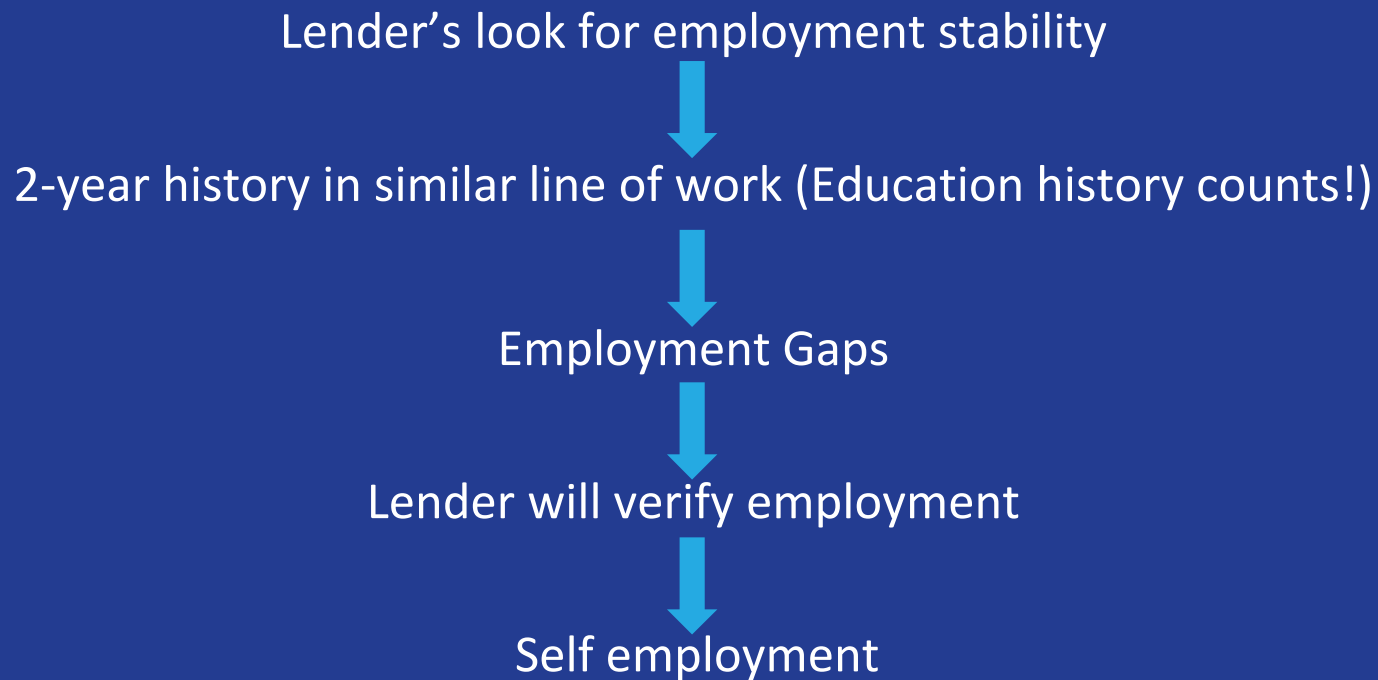 Lender’s look for employment stability
2-year history in similar line of work (Education history counts!)
Employment Gaps
Lender will verify employment
Self employment